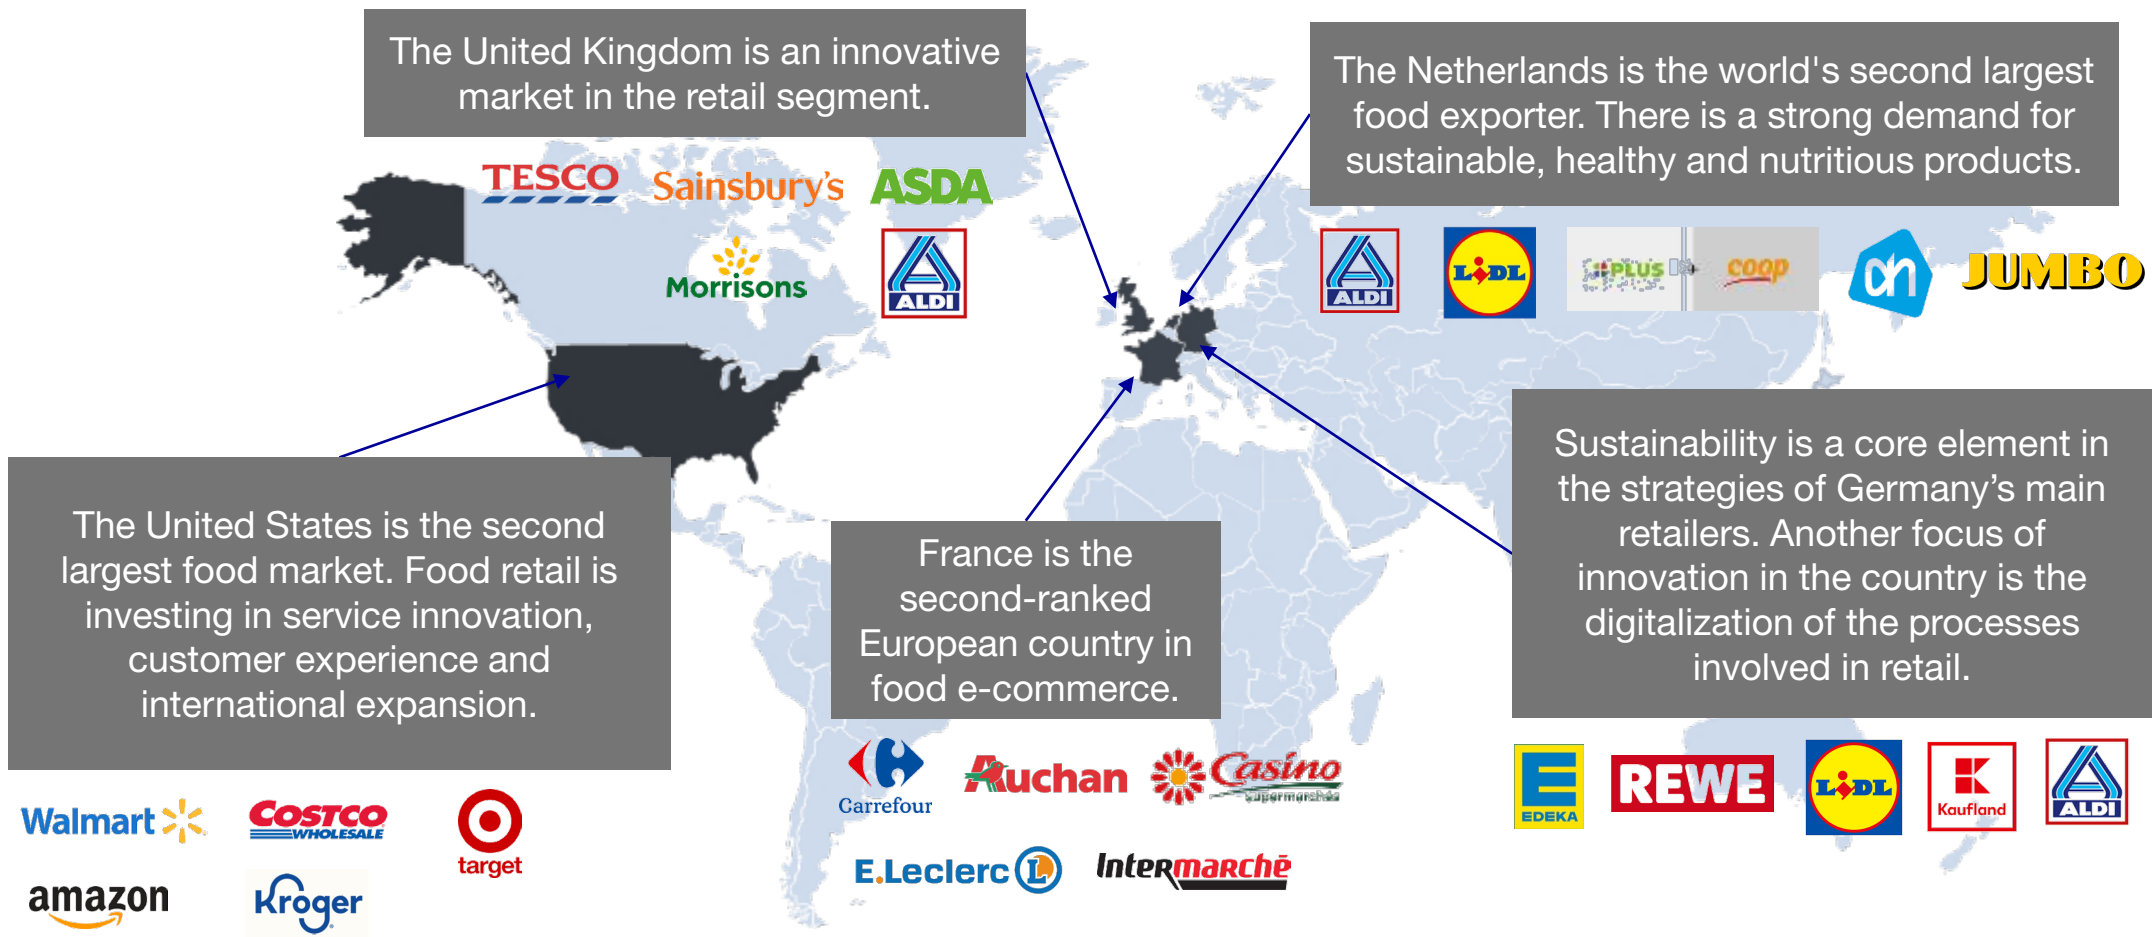 The United Kingdom is an innovative
market in the retail segment.
TESCO
Sainsbury's
ASDA
Morrisons
ALDI
The Netherlands is the world's second largest
food exporter. There is a strong demand for
sustainable, healthy and nutritious products.
ALDI
LiDL
PLUS
coop
ah
JUMBO
The United States is the second
largest food market. Food retail is
investing in service innovation,
customer experience and
international expansion.
Walmart
COSTCO
WHOLESALE
target
amazon
Kroger
France is the
second-ranked
European country in
food e-commerce.
Carrefour
Auchan
Casino
supermarchés
E.Leclerc L
Intermarchē
Sustainability is a core element in
the strategies of Germany’s main
retailers. Another focus of
innovation in the country is the
digitalization of the processes
involved in retail.
E
EDEKA
REWE
LiDL
K
Kaufland
ALDI